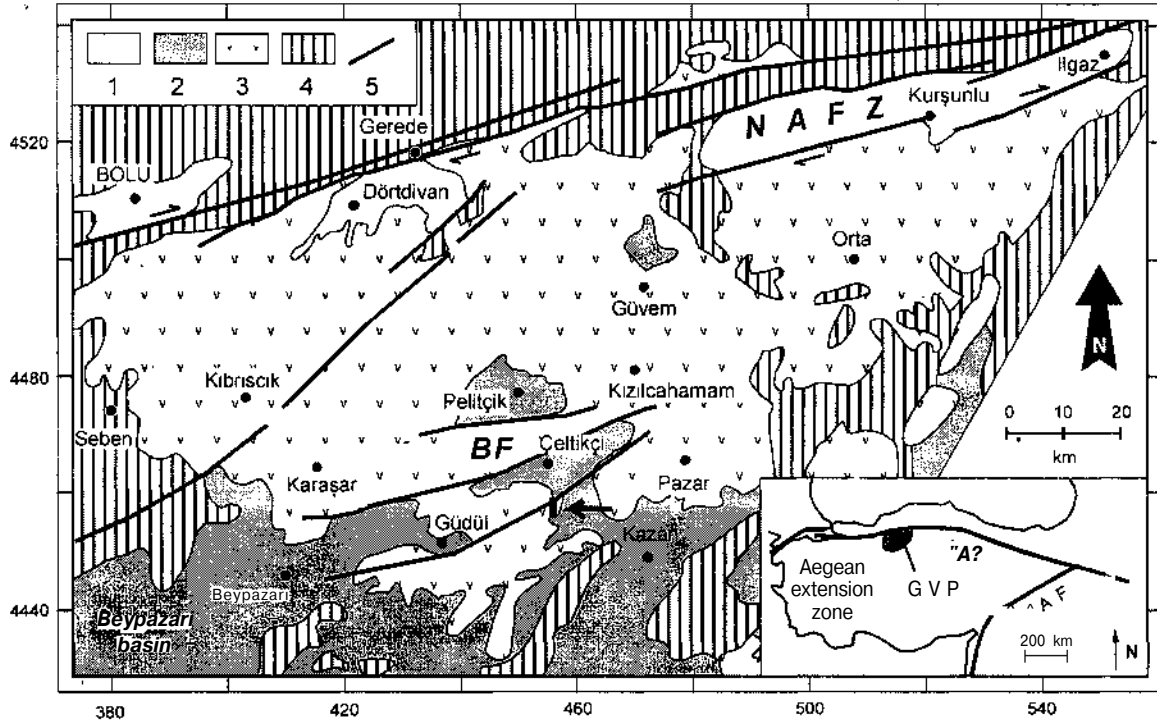 1 2 3 4 5
Ilgaz
Kurşunlu
N A F Z
4520
Gerede
BOLU
Dörtdivan
Orta
Güvem
N
4480
Kıbrıscık
Pelitçik
Kızılcahamam
0 10 20
km
Seben
BF
Çeltikçi
Karaşar
Pazar
Güdül
Kazan
Beypazarı
4440
Beypazarı
basin
Aegean
extension
zone
G V P
"A?
A F
200 km
N
380 420 460 500 540